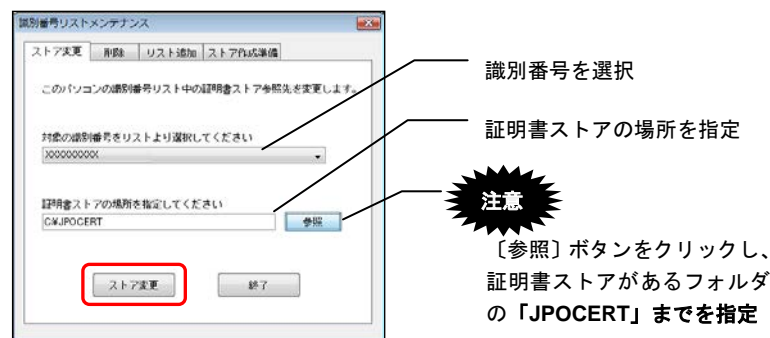 識別番号リストメンテナンス
ストア変更 削除 リスト追加 ストア作成準備
このパソコンの識別番号リスト中の証明書ストア参照先を変更します。
対象の識別番号をリストより選択してください
XXXXXXXXX
証明書ストアの場所を指定してください
C:¥JPOCERT 参照
ストア変更 終了
識別番号を選択
証明書ストアの場所を指定
注意
〔参照〕ボタンをクリックし、
証明書ストアがあるフォルダ
の「JPOCERT」までを指定